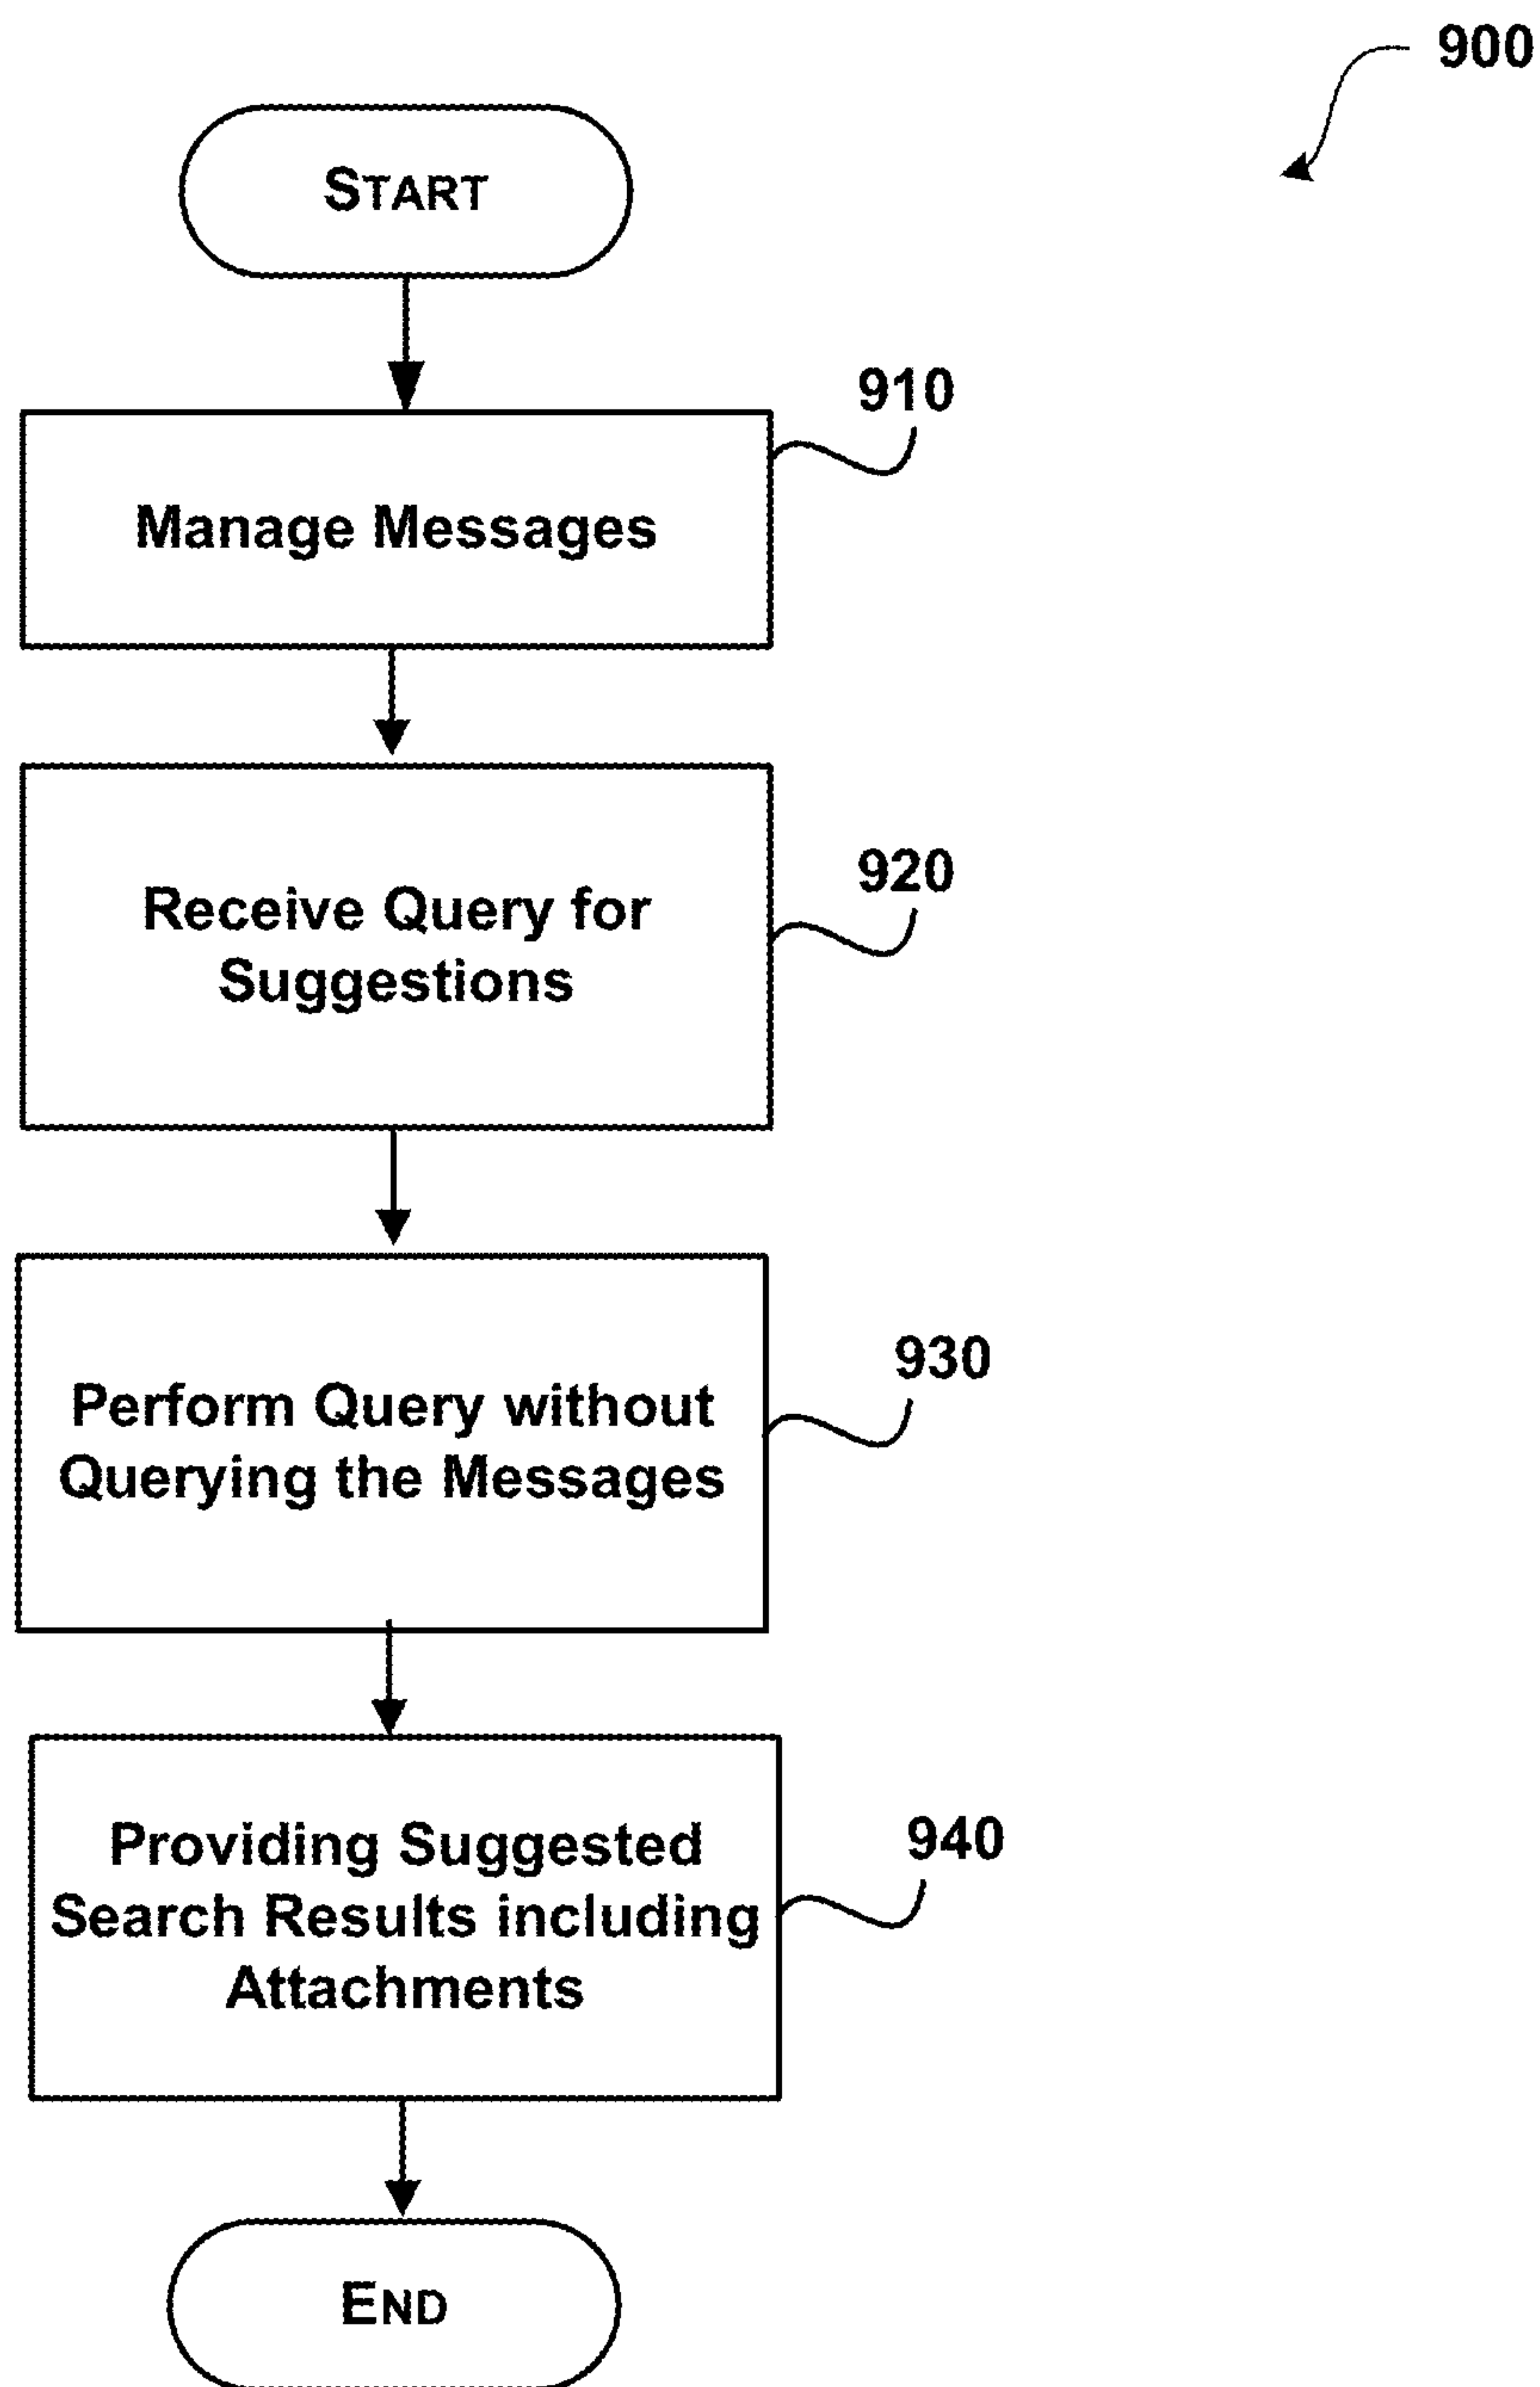 900
START
910
Manage Messages
920
Receive Query for
Suggestions
930
Perform Query without
Querying the Messages
940
Providing Suggested
Search Results including
Attachments
END